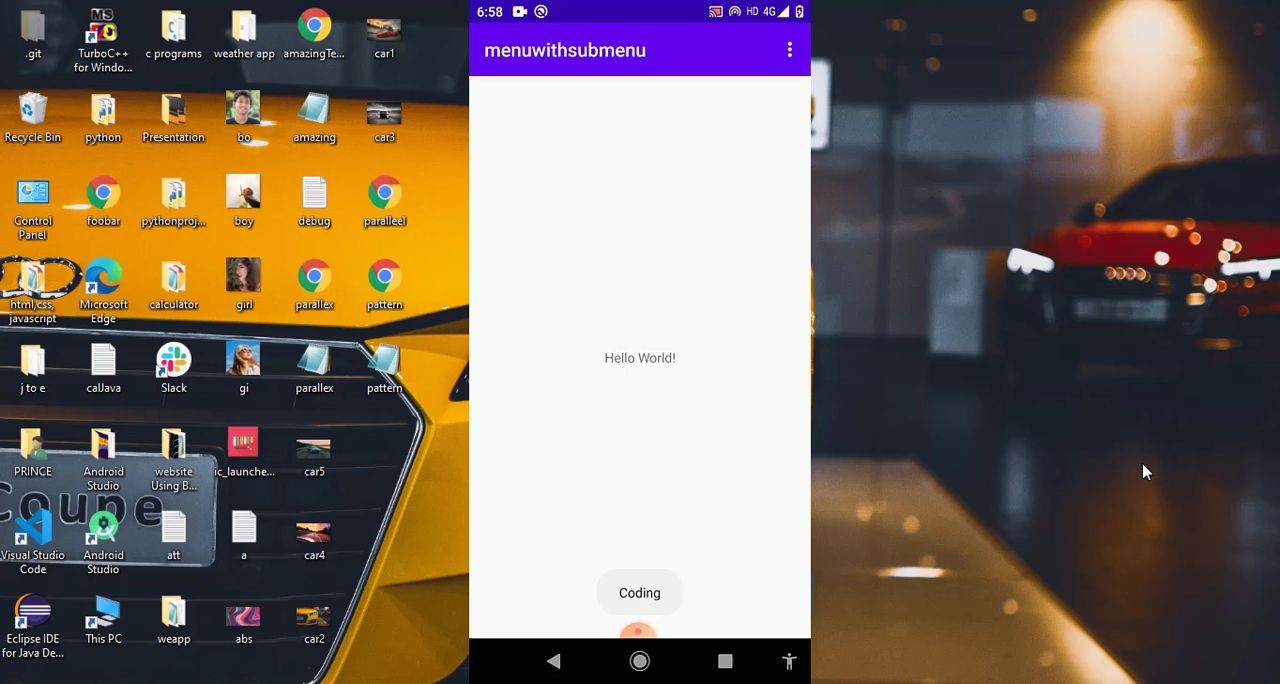 .git
TurboC++
for Windo...
c programs
weather app
amazingTe...
car1
Recycle Bin
python
Presentation
bo
amazing
car3
Control
Panel
foobar
pythonproj...
boy
debug
paralleel
html,css,
javascript
Microsoft
Edge
calculator
girl
parallex
pattern
j to e
calJava
Slack
gi
parallex
pattern
PRINCE
Android
Studio
website
Using B...
ic_launche...
car5
Visual Studio
Code
Android
Studio
att
a
car4
Eclipse IDE
for Java De...
This PC
weapp
abs
car2
Coupe
6:58
HD 4G
menuwithsubmenu
Hello World!
Coding